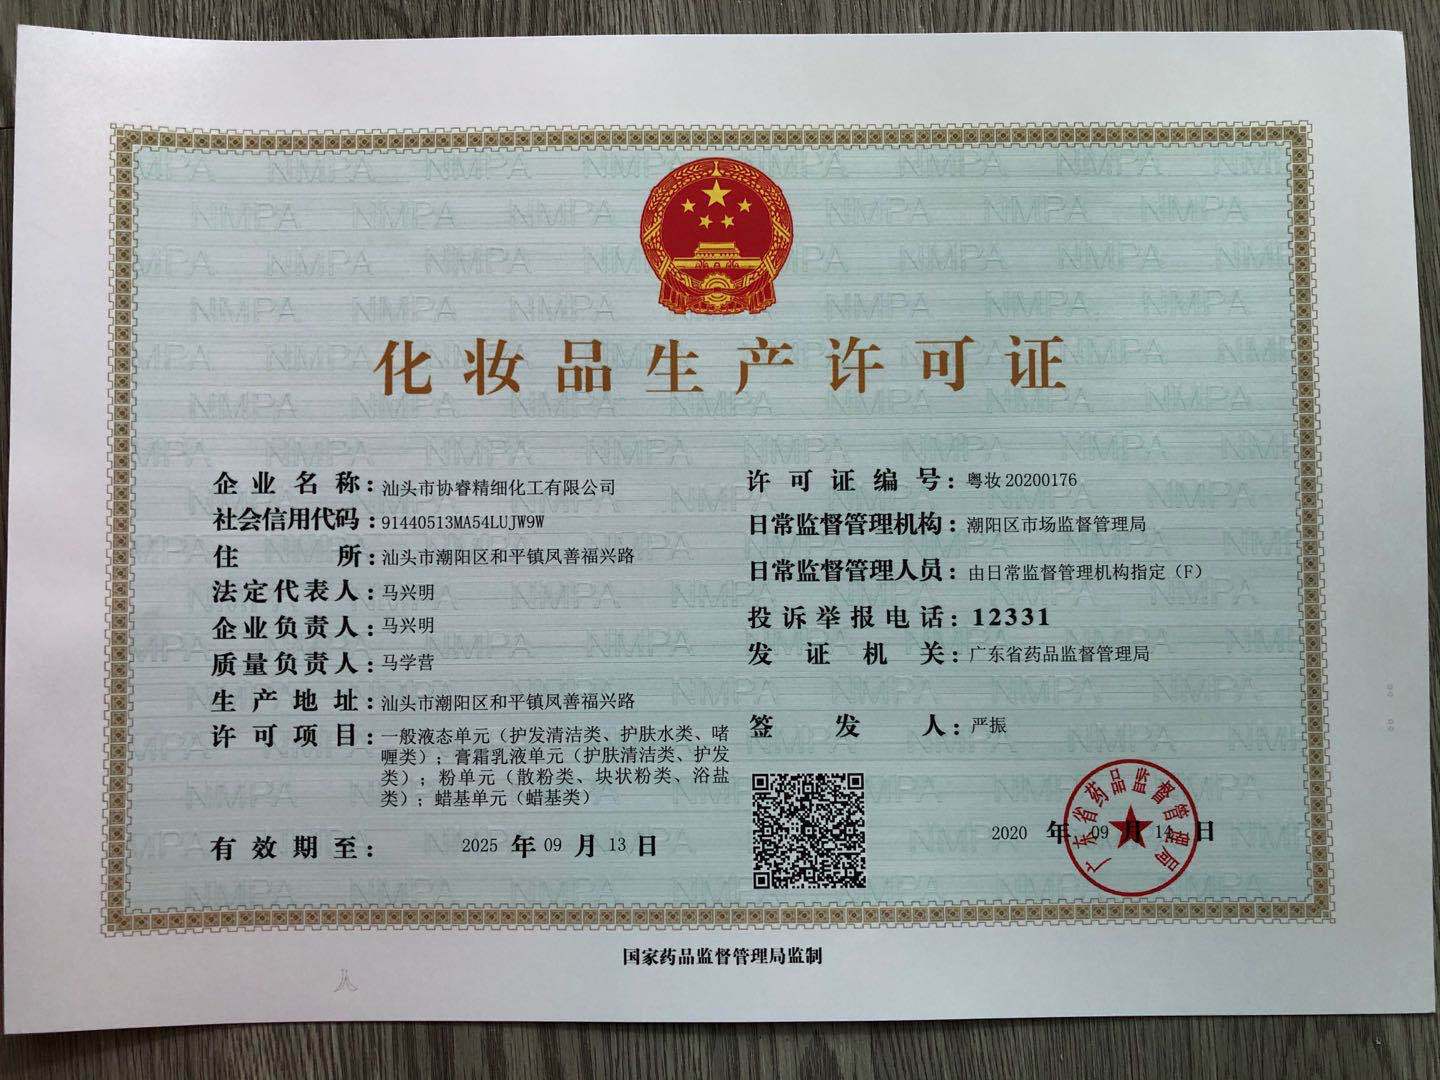 化妆品生产许可证
企业名称：汕头市协睿精细化工有限公司
社会信用代码：91440513MA54LUJW9W
住所：汕头市潮阳区和平镇凤善福兴路
法定代表人：马兴明
企业负责人：马兴明
质量负责人：马学营
生产地址：汕头市潮阳区和平镇凤善福兴路
许可项目：一般液态单元（护发清洁类、护肤水类、啫
喱类）；膏霜乳液单元（护肤清洁类、护发
类）；粉单元（散粉类、块状粉类、浴盐
类）；蜡基单元（蜡基类）
有效期至：2025年09月13日
许可证编号：粤妆20200176
日常监督管理机构：潮阳区市场监督管理局
日常监督管理人员：由日常监督管理机构指定（F）
投诉举报电话：12331
发证机关：广东省药品监督管理局
签发人：严振
2020年09月14日
广东省药品监督管理局
国家药品监督管理局监制
NMPA